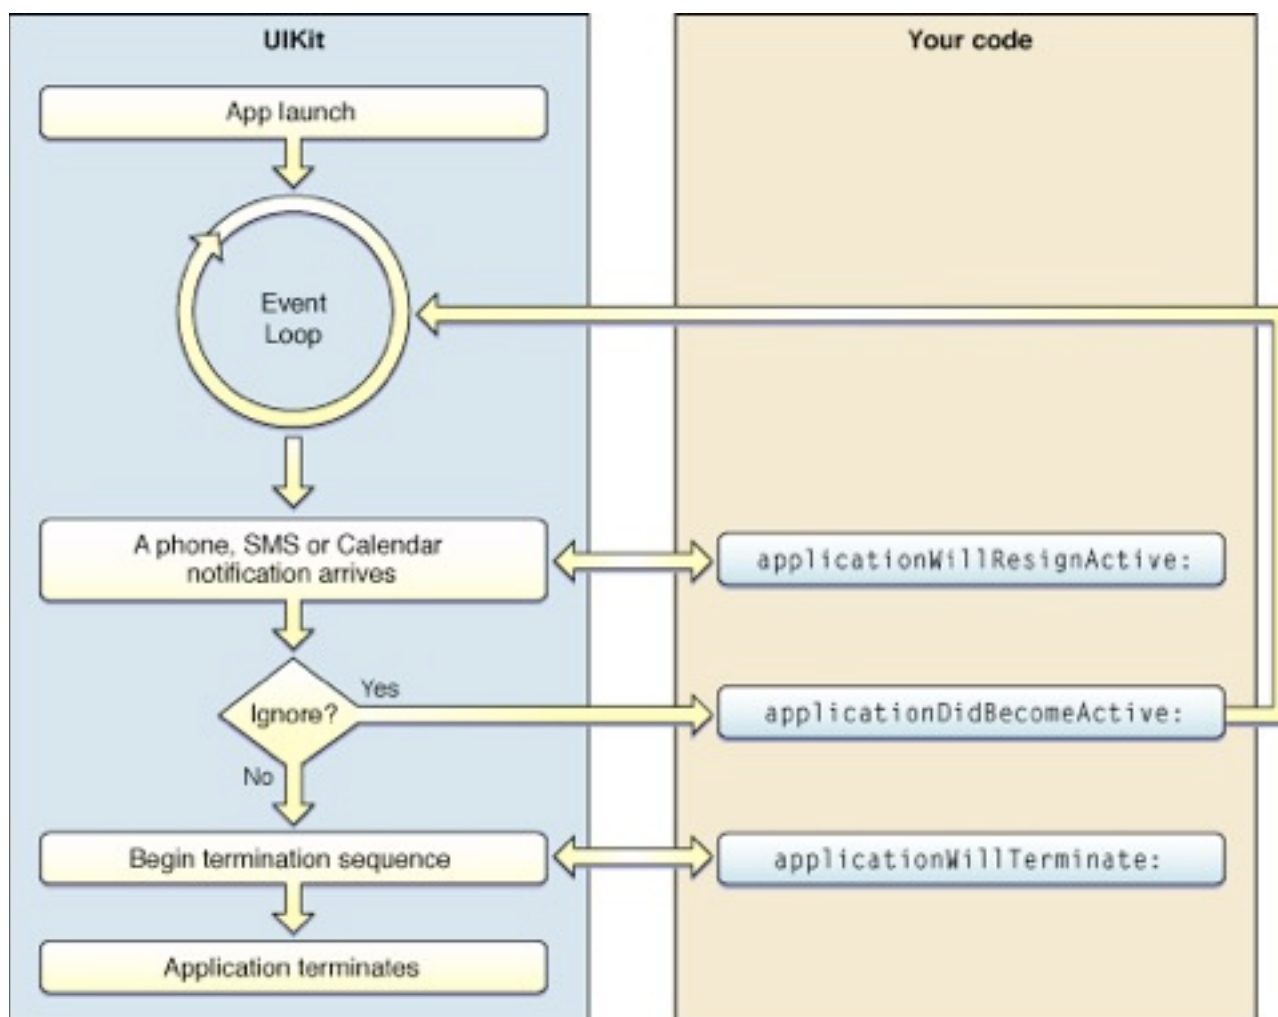 UIKit
Your code
App launch
Event
Loop
A phone, SMS or Calendar
notification arrives
applicationWillResignActive:
Ignore?
Yes
applicationDidBecomeActive:
No
Begin termination sequence
applicationWillTerminate:
Application terminates